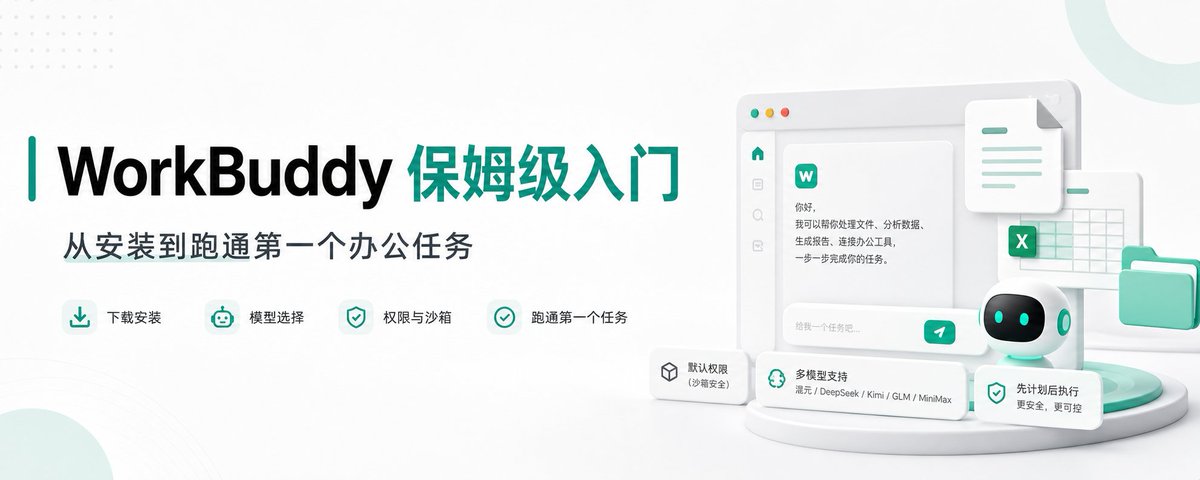 WorkBuddy 保姆级入门
从安装到跑通第一个办公任务
下载安装
模型选择
权限与沙箱
跑通第一个任务
W
你好，
我可以帮你处理文件、分析数据、
生成报告、连接办公工具，
一步一步完成你的任务。
给我一个任务吧...
X
默认权限
（沙箱安全）
多模型支持
混元 / DeepSeek / Kimi / GLM / MiniMax
先计划后执行
更安全，更可控